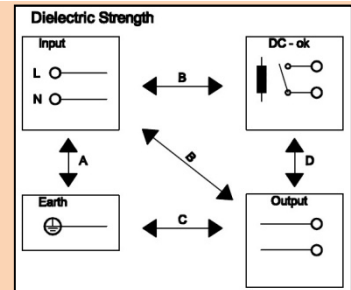 Dielectric Strength
Input
DC - ok
L
B
N
A
B
D
Earth
Output
C